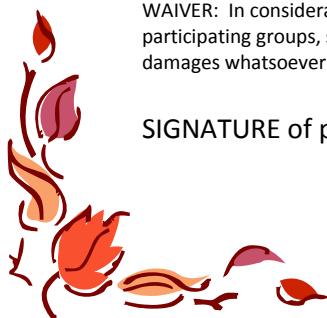 WAIVER: In considera
participating groups, s
damages whatsoever
SIGNATURE of p